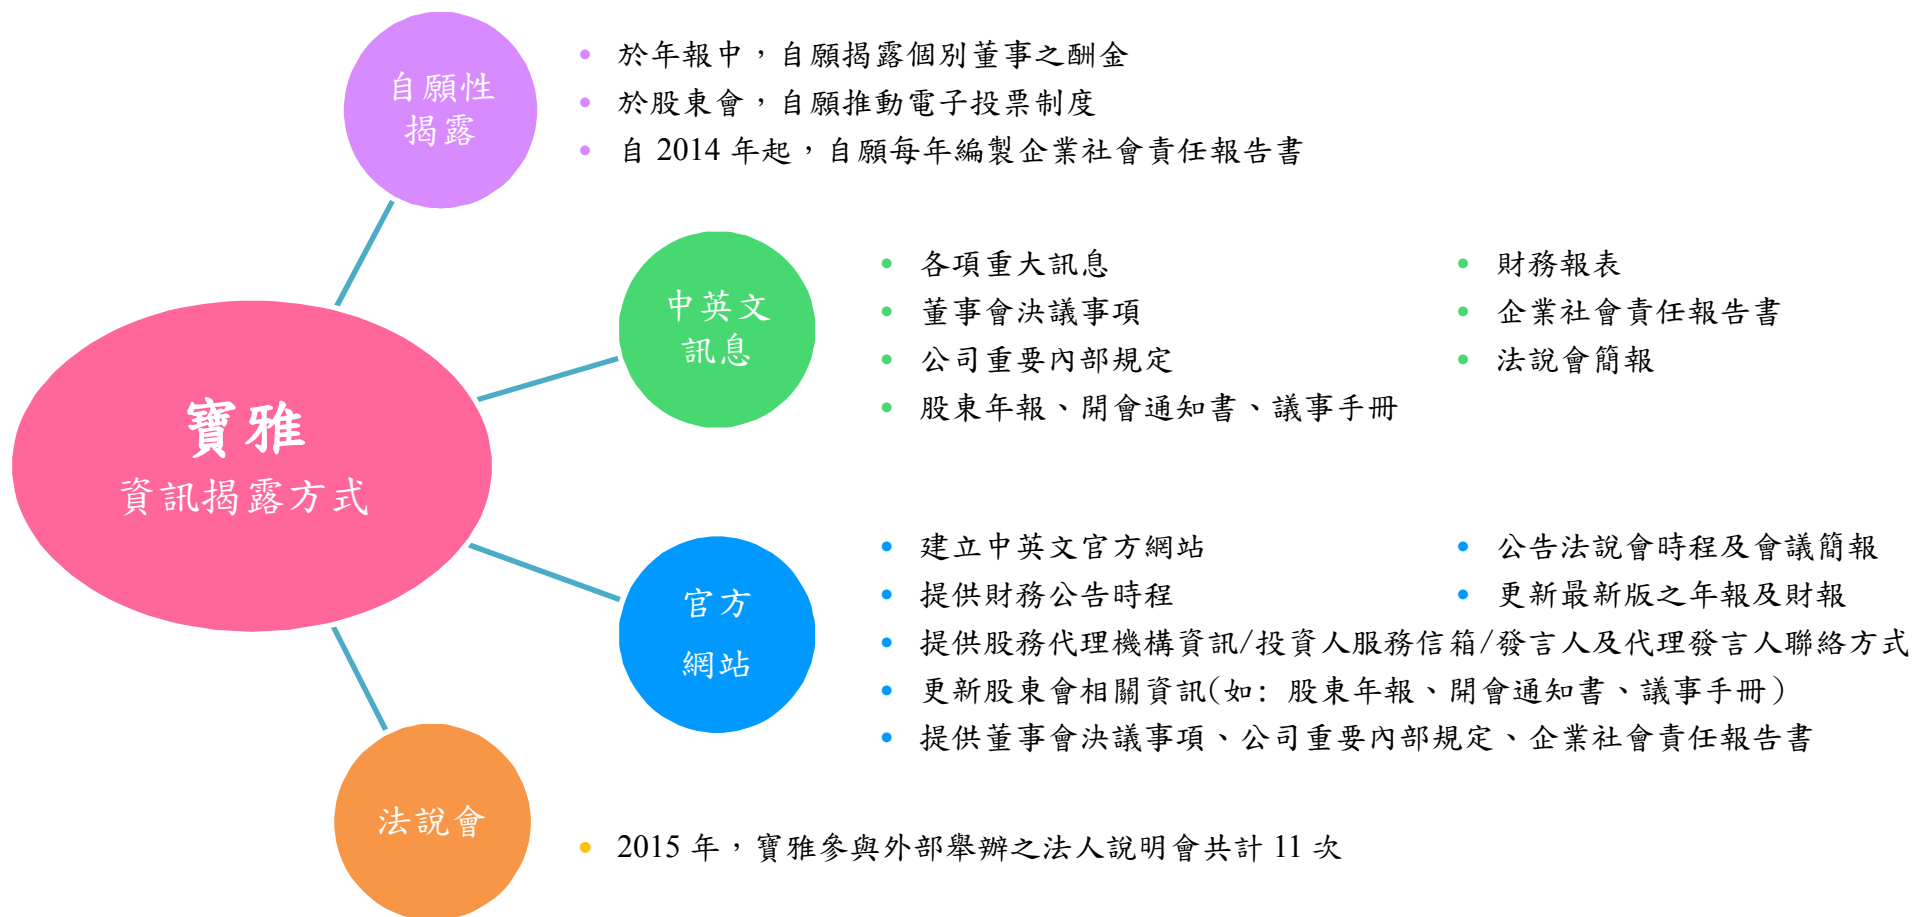 自願性
揭露
• 於年報中，自願揭露個別董事之酬金
• 於股東會，自願推動電子投票制度
• 自 2014 年起，自願每年編製企業社會責任報告書
中英文
訊息
• 各項重大訊息
• 董事會決議事項
• 公司重要內部規定
• 股東年報、開會通知書、議事手冊
• 財務報表
• 企業社會責任報告書
• 法說會簡報
寶雅
資訊揭露方式
官方
網站
• 建立中英文官方網站
• 公告法說會時程及會議簡報
• 提供財務公告時程
• 更新最新版之年報及財報
• 提供股務代理機構資訊/投資人服務信箱/發言人及代理發言人聯絡方式
• 更新股東會相關資訊(如: 股東年報、開會通知書、議事手冊)
• 提供董事會決議事項、公司重要內部規定、企業社會責任報告書
法說會
• 2015 年，寶雅參與外部舉辦之法人說明會共計 11 次